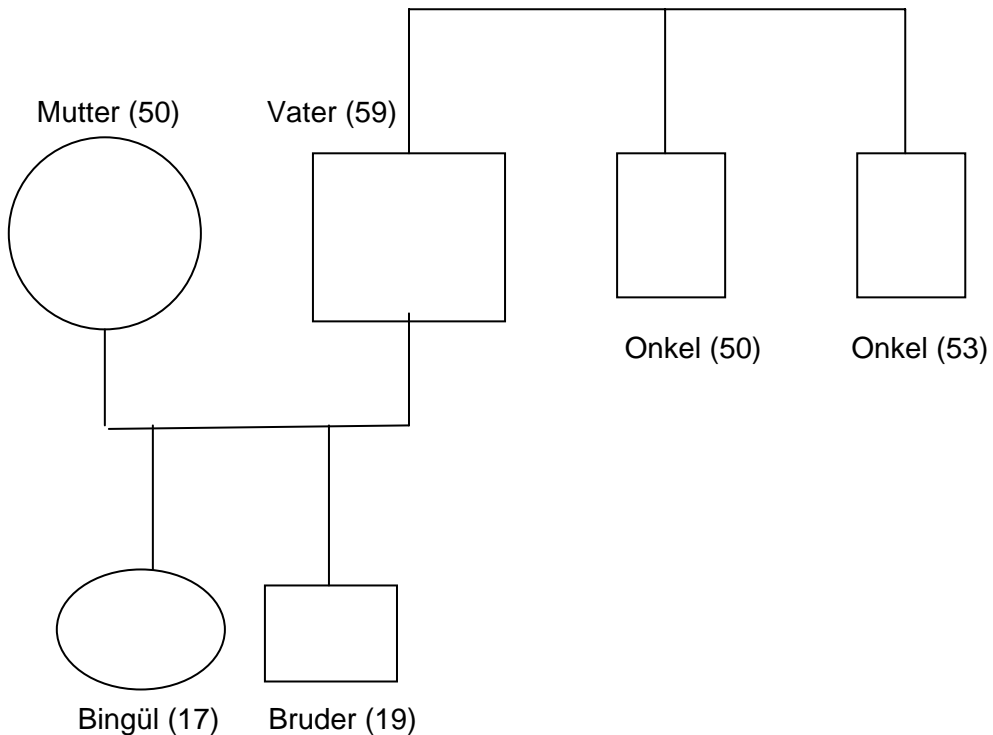 Mutter (50) Vater (59)
Onkel (50) Onkel (53)
Bingül (17) Bruder (19)